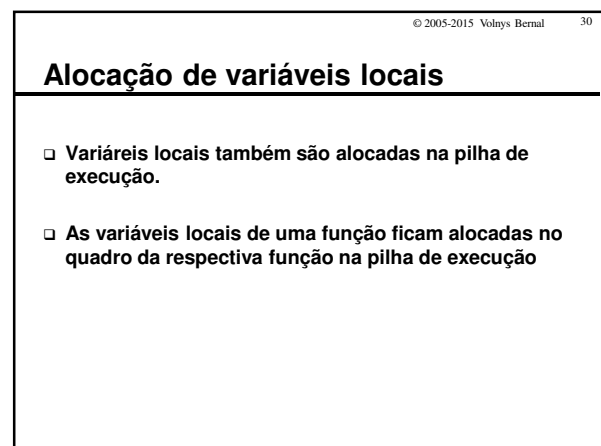 © 2005-2015 Volnys Bernal 30
Alocação de variáveis locais
❑ Variáreis locais também são alocadas na pilha de
execução.
❑ As variáveis locais de uma função ficam alocadas no
quadro da respectiva função na pilha de execução